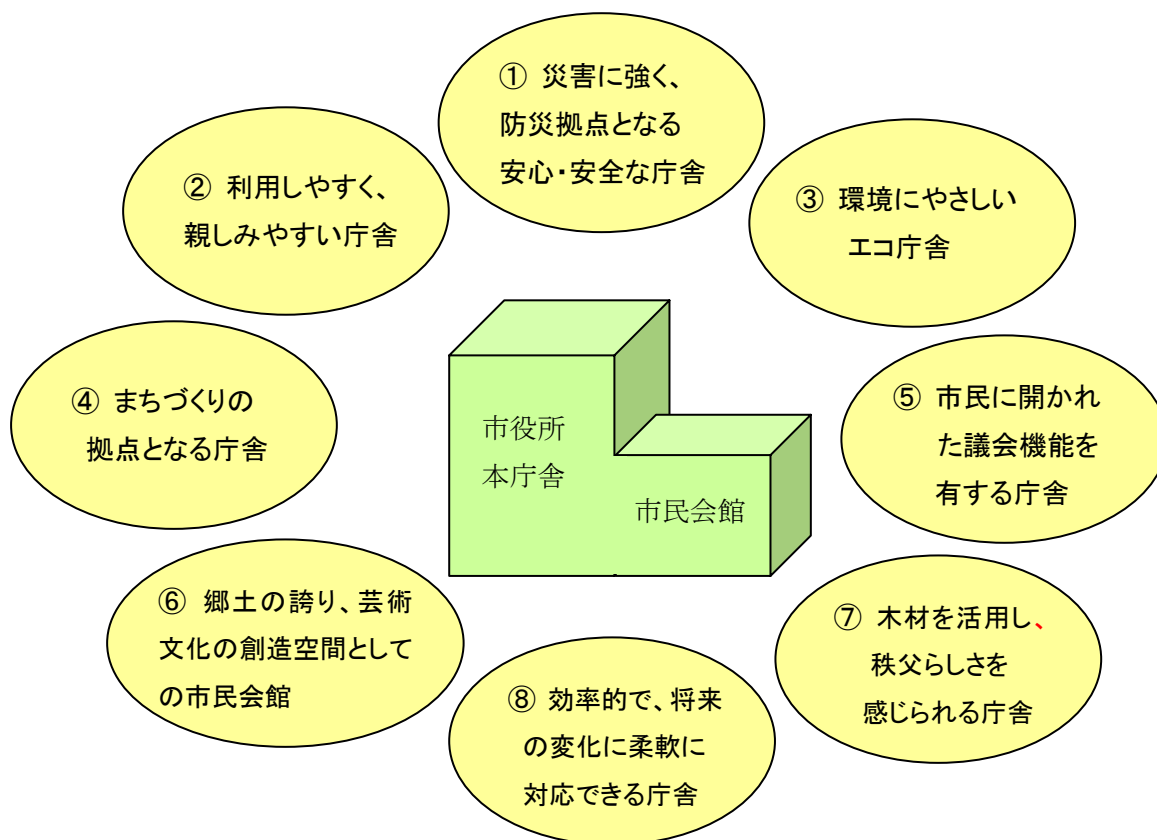 ① 災害に強く、
防災拠点となる
安心・安全な庁舎
② 利用しやすく、
親しみやすい庁舎
③ 環境にやさしい
エコ庁舎
④ まちづくりの
拠点となる庁舎
市役所
本庁舎
市民会館
⑤ 市民に開かれ
た議会機能を
有する庁舎
⑥ 郷土の誇り、芸術
文化の創造空間として
の市民会館
⑦ 木材を活用し、
秩父らしさを
感じられる庁舎
⑧ 効率的で、将来
の変化に柔軟に
対応できる庁舎